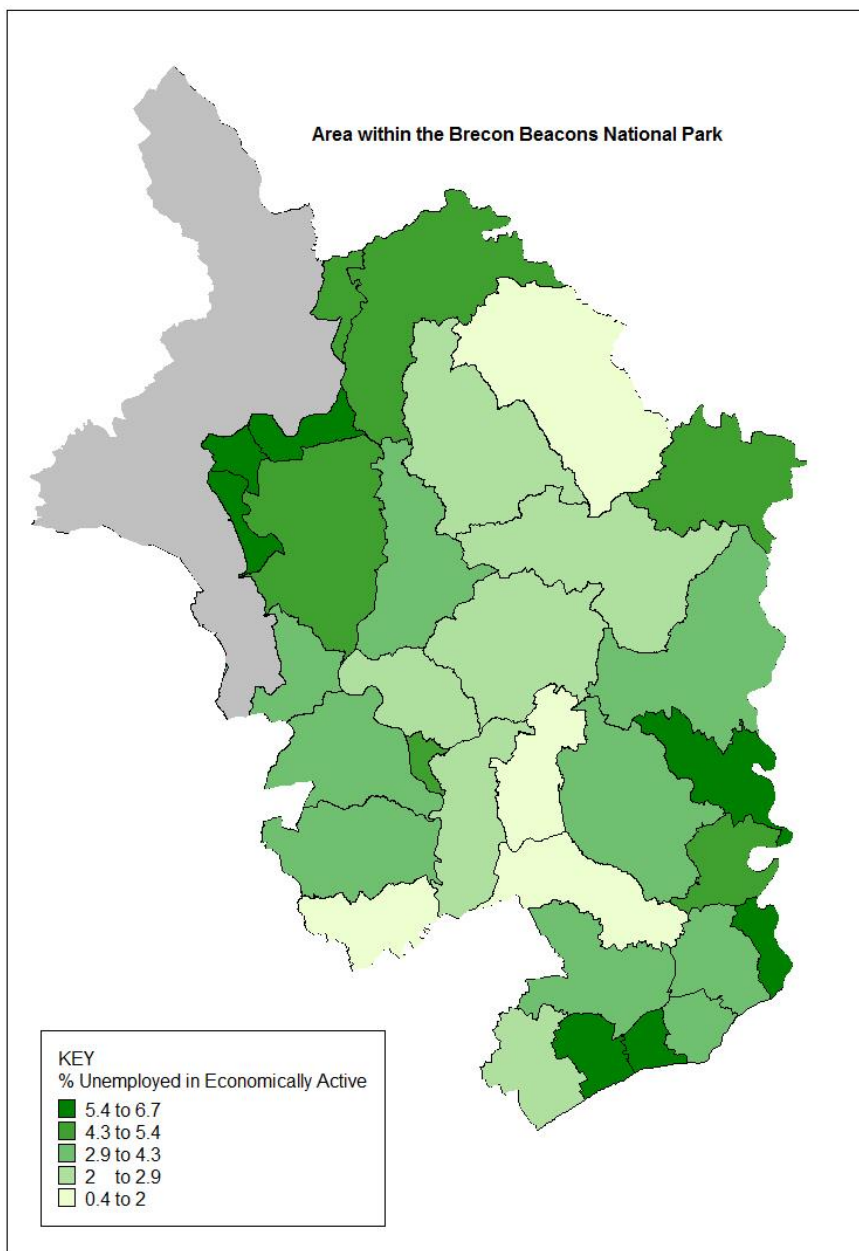 Area within the Brecon Beacons National Park
KEY
% Unemployed in Economically Active
5.4 to 6.7
4.3 to 5.4
2.9 to 4.3
2 to 2.9
0.4 to 2